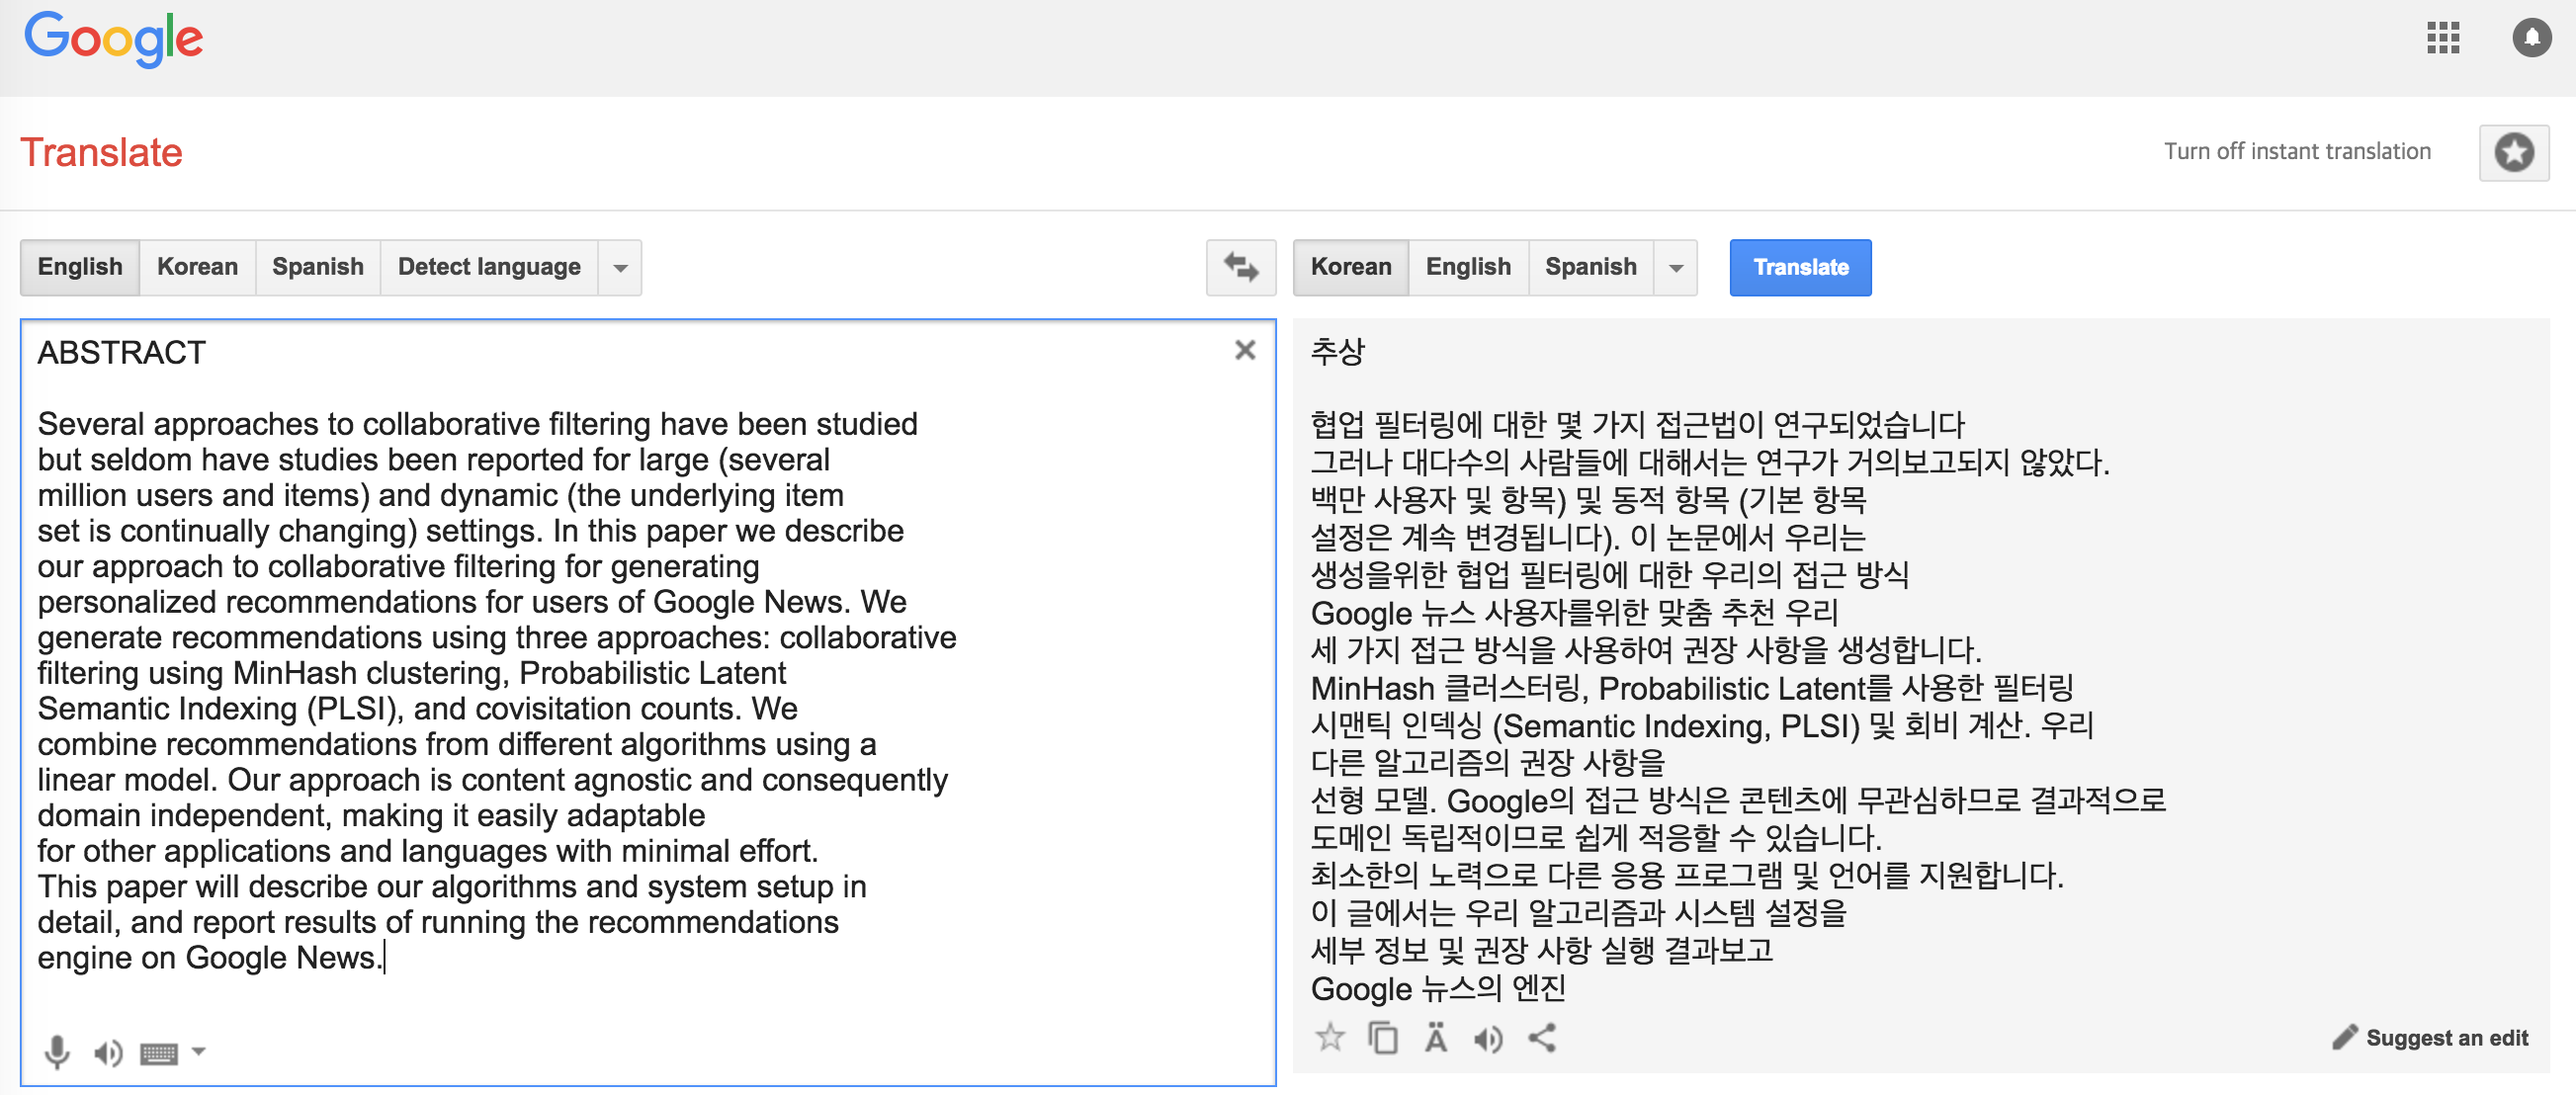 Google
Translate
Turn off instant translation
English Korean Spanish Detect language
Korean English Spanish Translate
ABSTRACT
Several approaches to collaborative filtering have been studied
but seldom have studies been reported for large (several
million users and items) and dynamic (the underlying item
set is continually changing) settings. In this paper we describe
our approach to collaborative filtering for generating
personalized recommendations for users of Google News. We
generate recommendations using three approaches: collaborative
filtering using MinHash clustering, Probabilistic Latent
Semantic Indexing (PLSI), and covisitation counts. We
combine recommendations from different algorithms using a
linear model. Our approach is content agnostic and consequently
domain independent, making it easily adaptable
for other applications and languages with minimal effort.
This paper will describe our algorithms and system setup in
detail, and report results of running the recommendations
engine on Google News.
추상
협업 필터링에 대한 몇 가지 접근법이 연구되었습니다
그러나 대다수의 사람들에 대해서는 연구가 거의보고되지 않았다.
백만 사용자 및 항목) 및 동적 항목 (기본 항목
설정은 계속 변경됩니다). 이 논문에서 우리는
생성을위한 협업 필터링에 대한 우리의 접근 방식
Google 뉴스 사용자를위한 맞춤 추천 우리
세 가지 접근 방식을 사용하여 권장 사항을 생성합니다.
MinHash 클러스터링, Probabilistic Latent를 사용한 필터링
시맨틱 인덱싱 (Semantic Indexing, PLSI) 및 회비 계산. 우리
다른 알고리즘의 권장 사항을
선형 모델. Google의 접근 방식은 콘텐츠에 무관심하므로 결과적으로
도메인 독립적이므로 쉽게 적응할 수 있습니다.
최소한의 노력으로 다른 응용 프로그램 및 언어를 지원합니다.
이 글에서는 우리 알고리즘과 시스템 설정을
세부 정보 및 권장 사항 실행 결과보고
Google 뉴스의 엔진
Ä
Suggest an edit